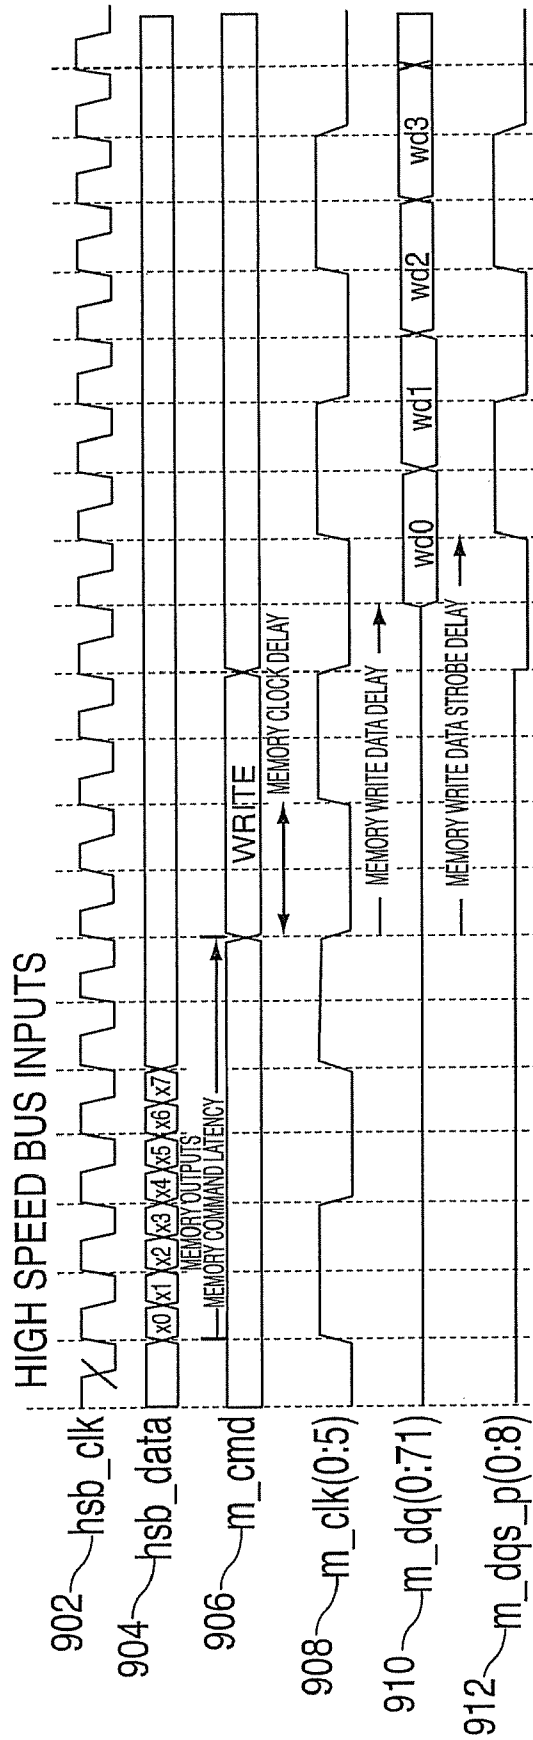 HIGH SPEED BUS INPUTS
902 hsb_clk
904 hsb_data x0 x1 x2 x3 x4 x5 x6 x7
"MEMORY OUTPUTS"
MEMORY COMMAND LATENCY
906 m_cmd WRITE
MEMORY CLOCK DELAY
908 m_clk(0:5)
MEMORY WRITE DATA DELAY
910 m_dq(0:71) wd0 wd1 wd2 wd3
MEMORY WRITE DATA STROBE DELAY
912 m_dqs_p(0:8)